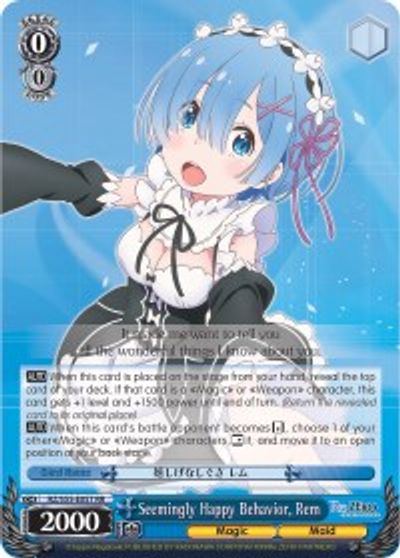 0
0
It made me want to tell you
all the wonderful things I know about you.
AUTO When this card is placed on the stage from your hand, reveal the top
card of your deck. If that card is a «Magic» or «Weapon» character, this
card gets +1 level and +1500 power until end of turn. (Return the revealed
card to its original place)
AUTO When this card's battle opponent becomes, choose 1 of your
other «Magic» or «Weapon» characters, it, and move it to an open
position of your back stage.
Card Name
嬉しげなしぐさ レム
Seemingly Happy Behavior, Rem
2000
Magic
Maid